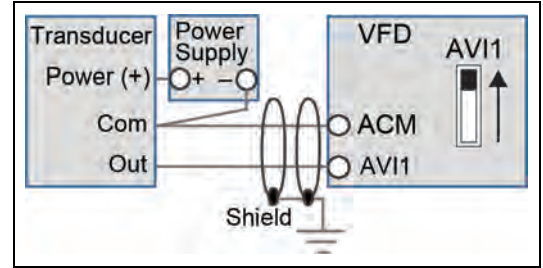 Transducer
Power (+)
Com
Out
Power
Supply
+ –
VFD
AVI1
ACM
AVI1
Shield